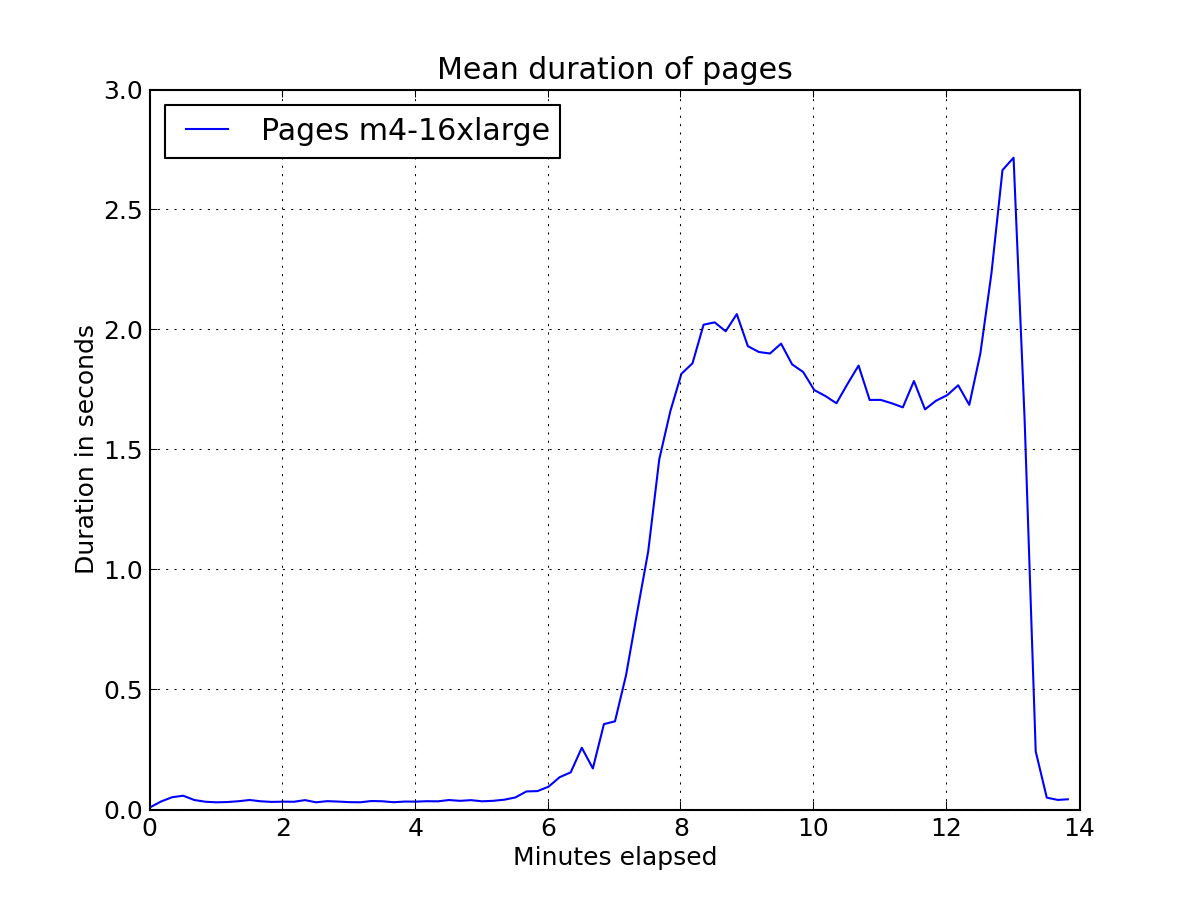 Mean duration of pages
Pages m4-16xlarge
Duration in seconds
3.0
2.5
2.0
1.5
1.0
0.5
0.0
0 2 4 6 8 10 12 14
Minutes elapsed